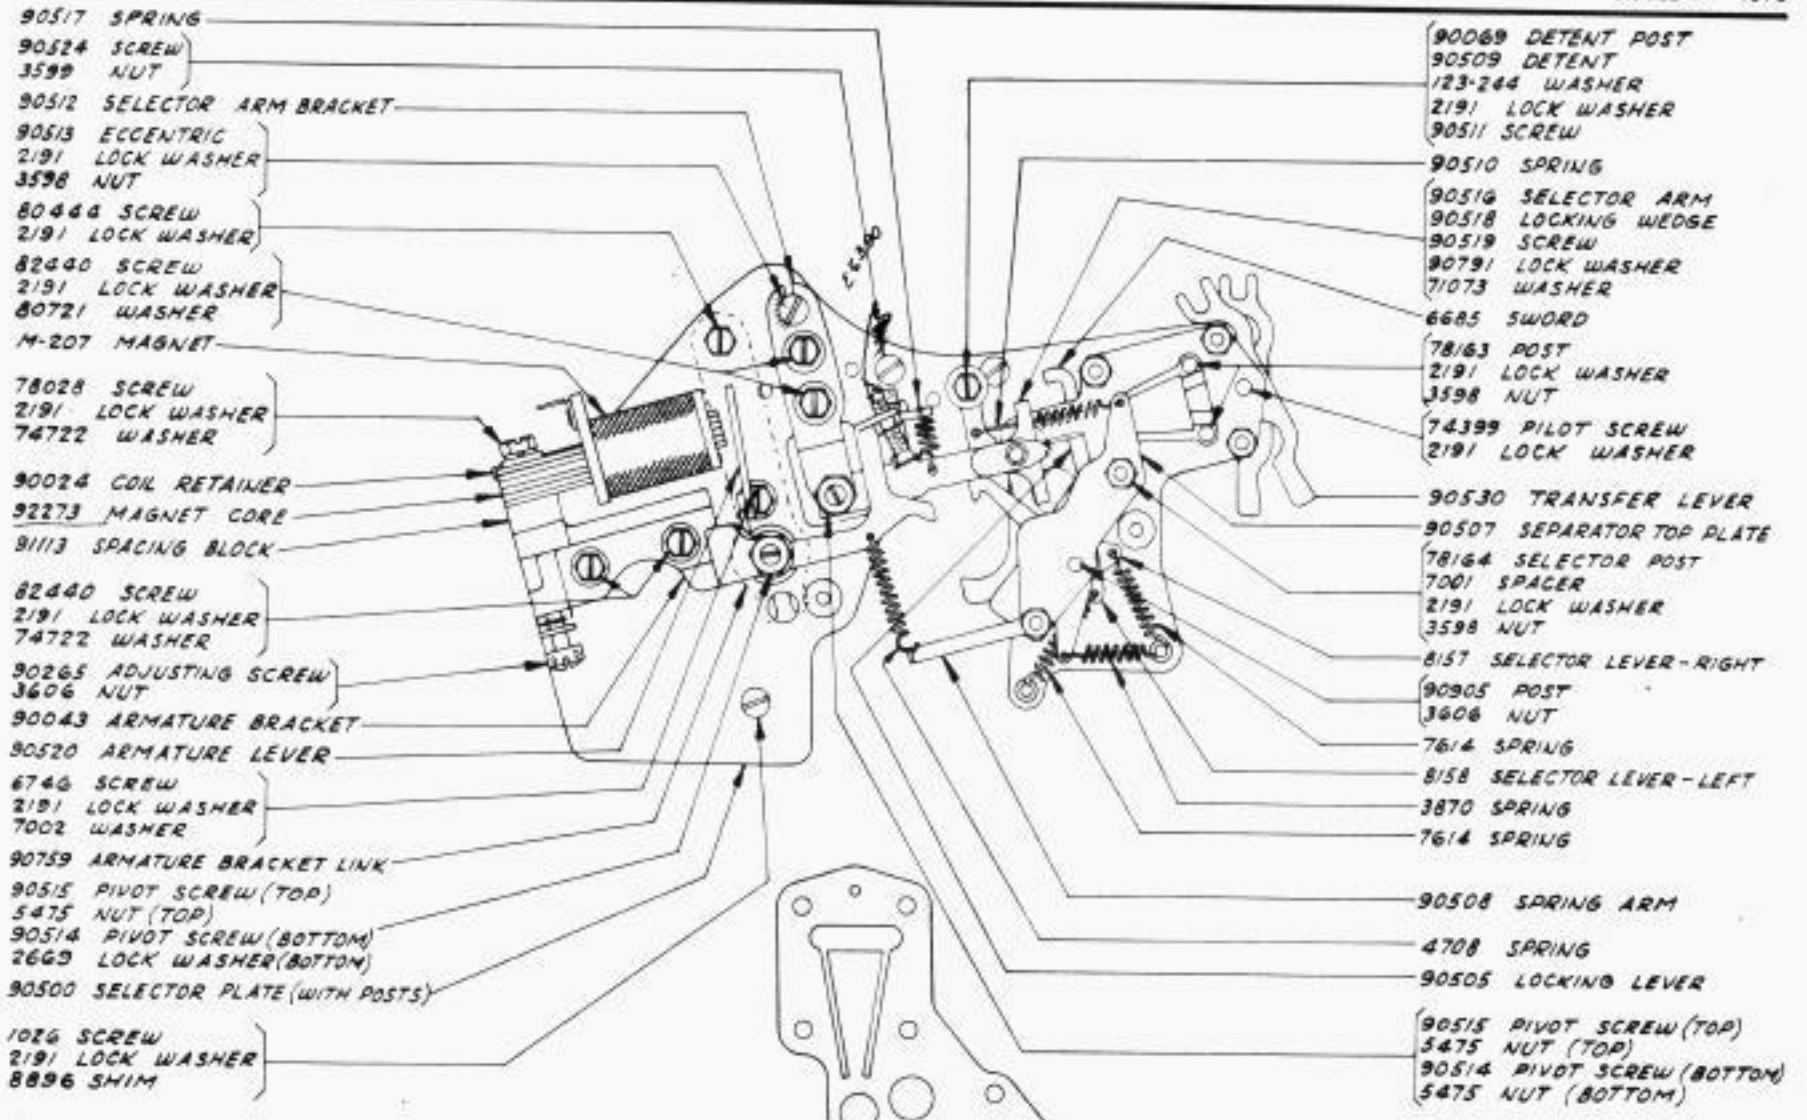 90517 SPRING
90524 SCREW
3599 NUT
90512 SELECTOR ARM BRACKET
90513 ECCENTRIC
2191 LOCK WASHER
3598 NUT
80444 SCREW
2191 LOCK WASHER
82440 SCREW
2191 LOCK WASHER
80721 WASHER
M-207 MAGNET
78028 SCREW
2191 LOCK WASHER
74722 WASHER
90024 COIL RETAINER
92273 MAGNET CORE
91113 SPACING BLOCK
82440 SCREW
2191 LOCK WASHER
74722 WASHER
90265 ADJUSTING SCREW
3606 NUT
90043 ARMATURE BRACKET
90520 ARMATURE LEVER
6746 SCREW
2191 LOCK WASHER
7002 WASHER
90759 ARMATURE BRACKET LINK
90515 PIVOT SCREW (TOP)
5475 NUT (TOP)
90514 PIVOT SCREW (BOTTOM)
2669 LOCK WASHER (BOTTOM)
90500 SELECTOR PLATE (WITH POSTS)
1026 SCREW
2191 LOCK WASHER
8896 SHIM
90069 DETENT POST
90509 DETENT
123-244 WASHER
2191 LOCK WASHER
90511 SCREW
90510 SPRING
90516 SELECTOR ARM
90518 LOCKING WEDGE
90519 SCREW
90791 LOCK WASHER
71073 WASHER
6685 SWORD
78163 POST
2191 LOCK WASHER
3598 NUT
74399 PILOT SCREW
2191 LOCK WASHER
90530 TRANSFER LEVER
90507 SEPARATOR TOP PLATE
78164 SELECTOR POST
7001 SPACER
2191 LOCK WASHER
3598 NUT
8157 SELECTOR LEVER-RIGHT
90905 POST
3606 NUT
7614 SPRING
8158 SELECTOR LEVER-LEFT
3870 SPRING
7614 SPRING
90508 SPRING ARM
4708 SPRING
90505 LOCKING LEVER
90515 PIVOT SCREW (TOP)
5475 NUT (TOP)
90514 PIVOT SCREW (BOTTOM)
5475 NUT (BOTTOM)